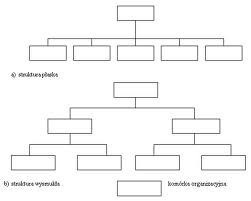 a) struktura płaska
b) struktura wysmukła
komórka organizacyjna